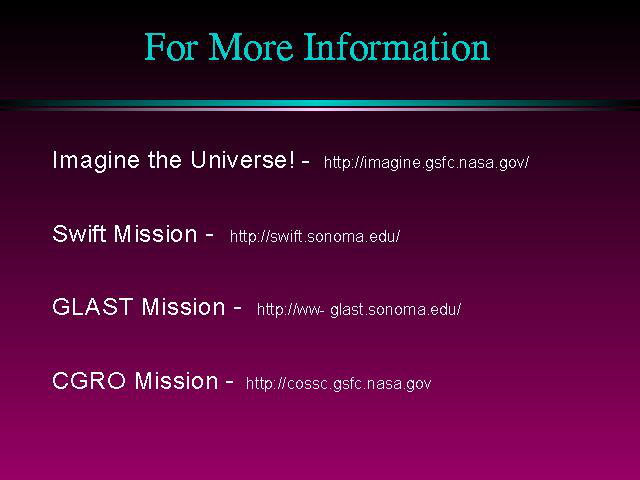 For More Information
Imagine the Universe! - http://imagine.gsfc.nasa.gov/
Swift Mission - http://swift.sonoma.edu/
GLAST Mission - http://ww- glast.sonoma.edu/
CGRO Mission - http://cossc.gsfc.nasa.gov